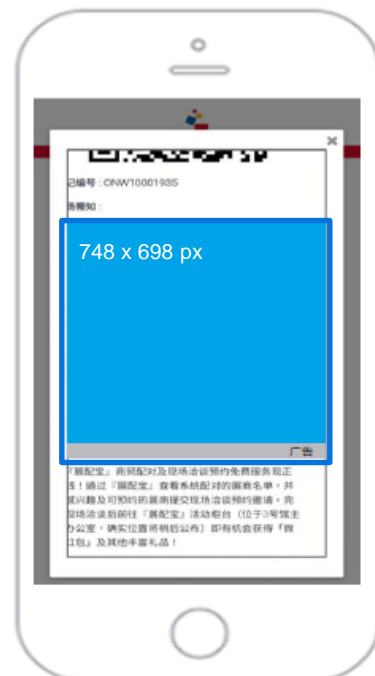 记编号 : ONW10001935
场需知 :
748 x 698 px
广告
『展配宝』商贸配对及现场洽谈预约免费服务现正
线！通过『展配宝』查看系统配对的展商名单，并
就兴趣及可预约的展商提交现场洽谈预约邀请，完
现场洽谈后前往『展配宝』活动柜台（位于3号馆主
办公室，确实位置将稍后公布）即有机会获得『微
红包』及其他丰富礼品！